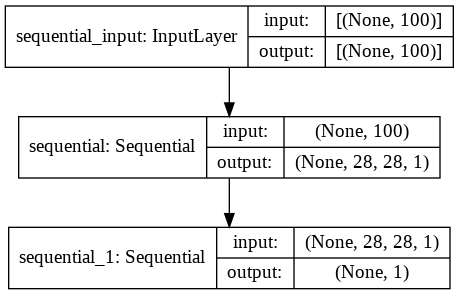 sequential_input: InputLayer
input:
[(None, 100)]
output:
[(None, 100)]
sequential: Sequential
input:
(None, 100)
output:
(None, 28, 28, 1)
sequential_1: Sequential
input:
(None, 28, 28, 1)
output:
(None, 1)